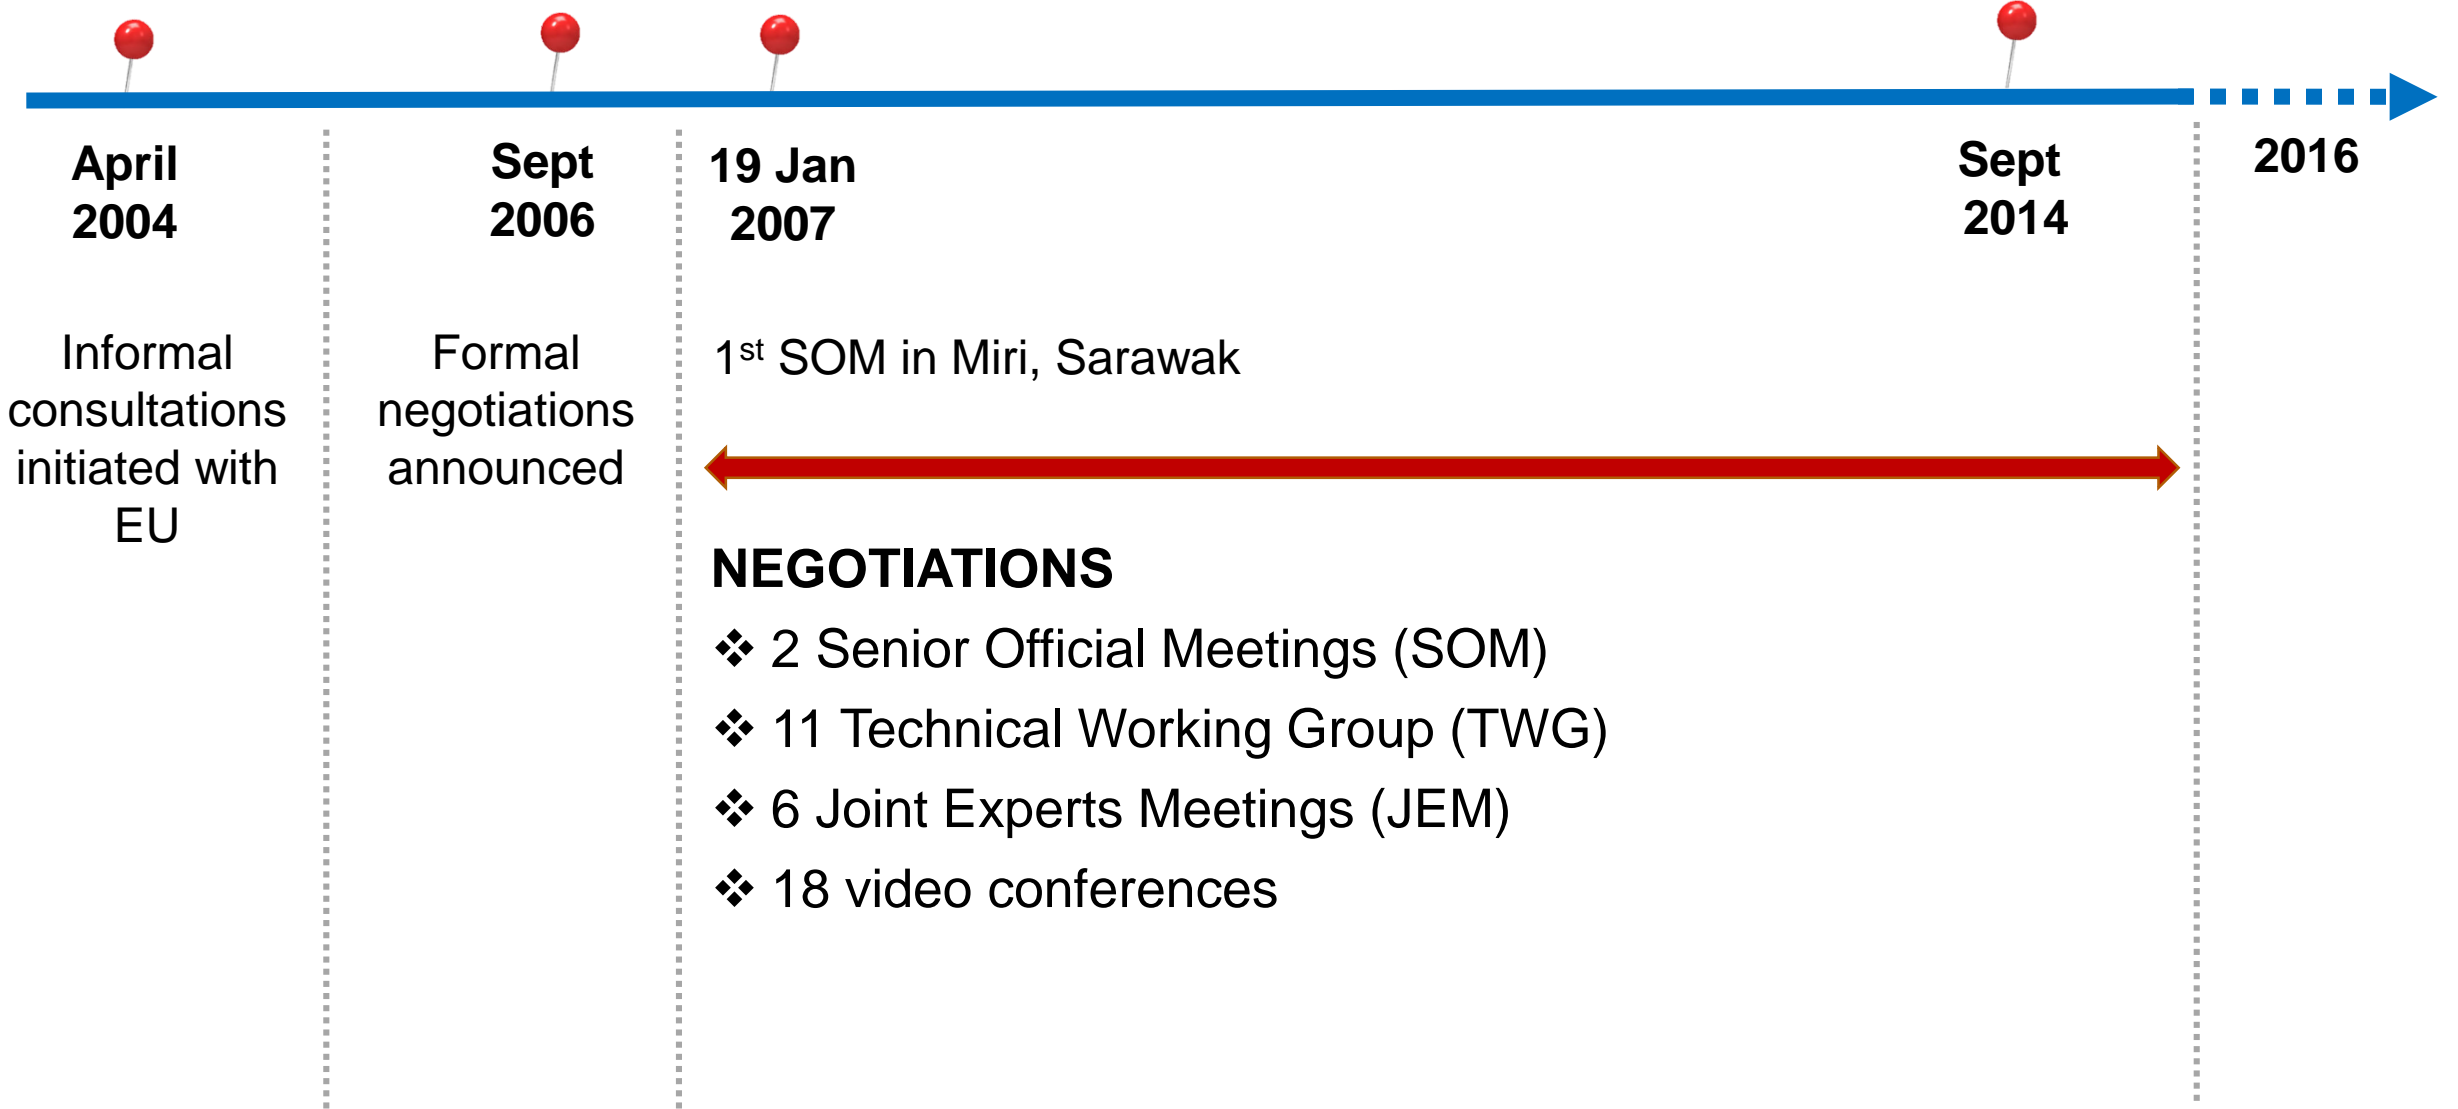 April
2004
Sept
2006
19 Jan
2007
Sept
2014
2016
Informal
consultations
initiated with
EU
Formal
negotiations
announced
1st SOM in Miri, Sarawak
NEGOTIATIONS
❖ 2 Senior Official Meetings (SOM)
❖ 11 Technical Working Group (TWG)
❖ 6 Joint Experts Meetings (JEM)
❖ 18 video conferences